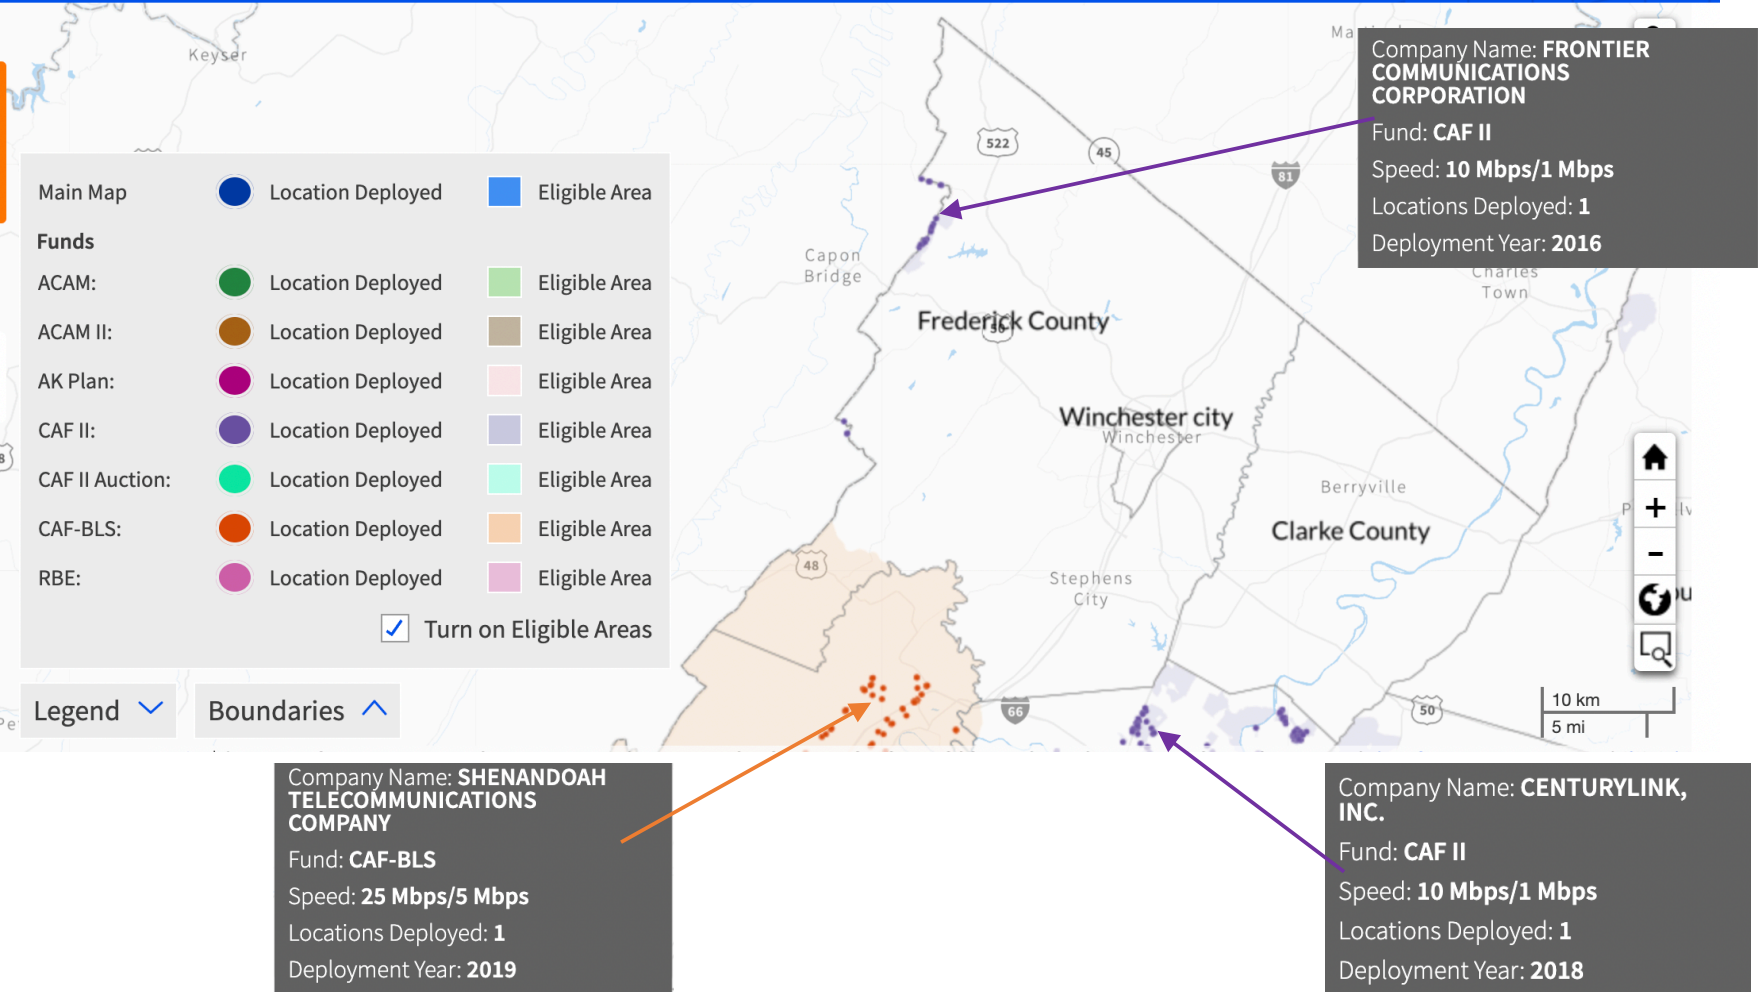 Keyser
Company Name: FRONTIER
COMMUNICATIONS
CORPORATION
Fund: CAF II
Speed: 10 Mbps/1 Mbps
Locations Deployed: 1
Deployment Year: 2016
522
45
81
Main Map
Location Deployed
Eligible Area
Funds
ACAM:
Location Deployed
Eligible Area
ACAM II:
Location Deployed
Eligible Area
AK Plan:
Location Deployed
Eligible Area
CAF II:
Location Deployed
Eligible Area
CAF II Auction:
Location Deployed
Eligible Area
CAF-BLS:
Location Deployed
Eligible Area
RBE:
Location Deployed
Eligible Area
Turn on Eligible Areas
Legend
Boundaries
Capon
Bridge
Charles
Town
Frederick County
Winchester city
Winchester
Berryville
Clarke County
48
Stephens
City
66
50
+
−
10 km
5 mi
Company Name: SHENANDOAH
TELECOMMUNICATIONS
COMPANY
Fund: CAF-BLS
Speed: 25 Mbps/5 Mbps
Locations Deployed: 1
Deployment Year: 2019
Company Name: CENTURYLINK,
INC.
Fund: CAF II
Speed: 10 Mbps/1 Mbps
Locations Deployed: 1
Deployment Year: 2018